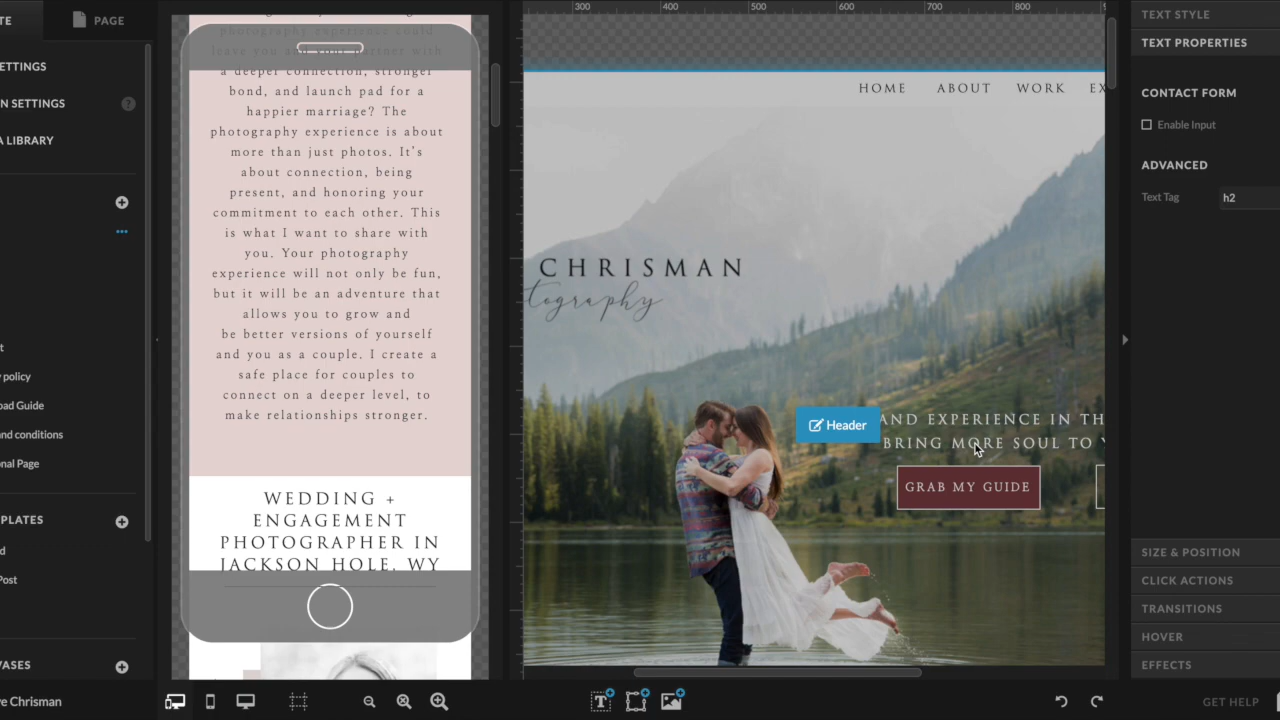 TE
PAGE
ETTINGS
N SETTINGS
?
A LIBRARY
t
y policy
oad Guide
and conditions
nal Page
PLATES
d
Post
VASES
e Chrisman
photography experience could
leave you and your partner with
a deeper connection, stronger
bond, and launch pad for a
happier marriage? The
photography experience is about
more than just photos. It's
about connection, being
present, and honoring your
commitment to each other. This
is what I want to share with
you. Your photography
experience will not only be fun,
but it will be an adventure that
allows you to grow and
be better versions of yourself
and you as a couple. I create a
safe place for couples to
connect on a deeper level, to
make relationships stronger.
WEDDING +
ENGAGEMENT
PHOTOGRAPHER IN
JACKSON HOLE, WY
300 400 500 600 700 800 9
HOME ABOUT WORK EX
CHRISMAN
tography
Header
AND EXPERIENCE IN TH
BRING MORE SOUL TO Y
GRAB MY GUIDE
T
TEXT STYLE
TEXT PROPERTIES
CONTACT FORM
Enable Input
ADVANCED
Text Tag h2
SIZE & POSITION
CLICK ACTIONS
TRANSITIONS
HOVER
EFFECTS
GET HELP